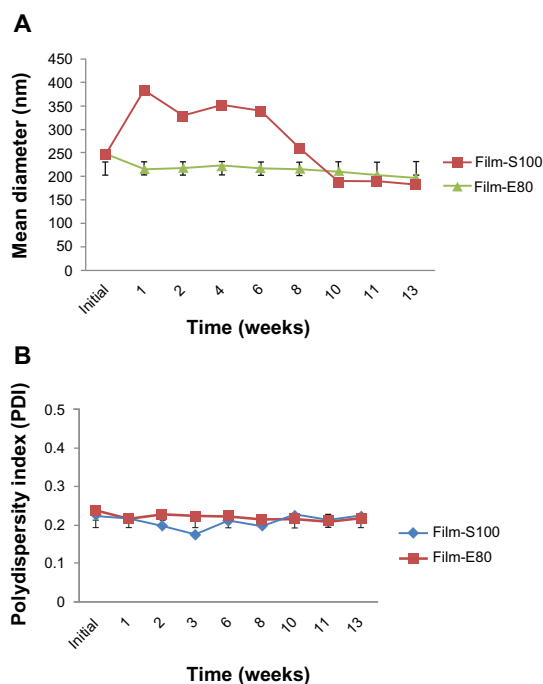 A
Mean diameter (nm)
450
400
350
300
250
200
150
100
50
0
Initial 1 2 4 6 8 10 11 13
Time (weeks)
Film-S100
Film-E80
B
Polydispersity index (PDI)
0.5
0.4
0.3
0.2
0.1
0
Initial 1 2 3 6 8 10 11 13
Time (weeks)
Film-S100
Film-E80